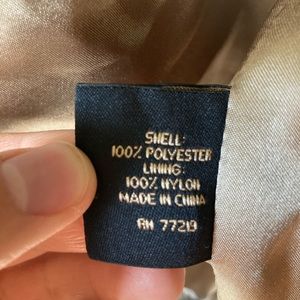 SHELL:
100% POLYESTER
LINING:
100% NYLON
MADE IN CHINA
RN 77219